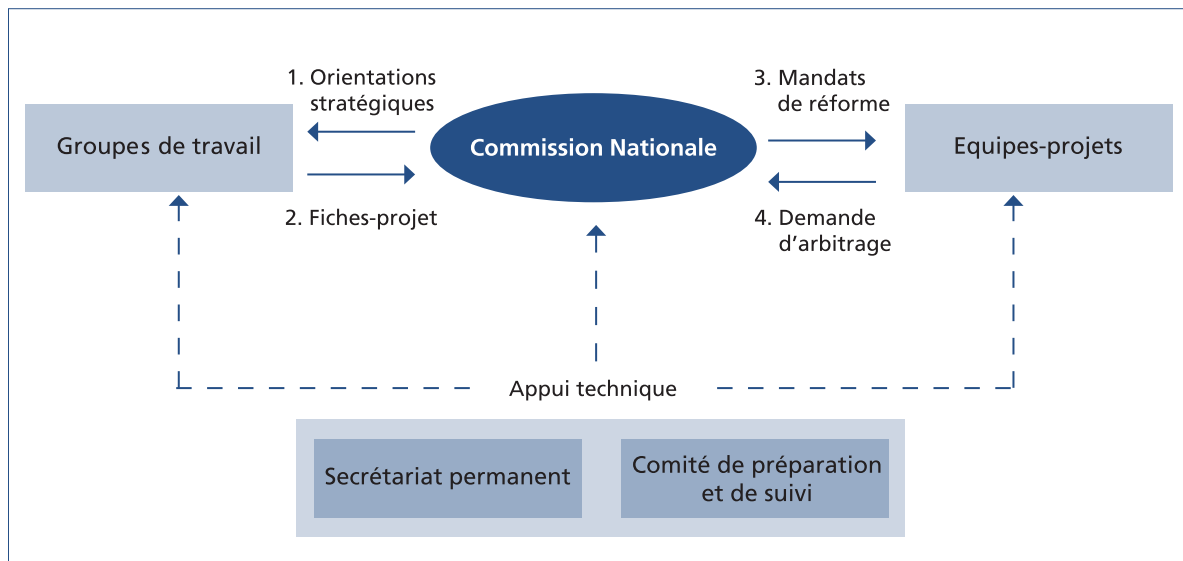 1. Orientations
stratégiques
Groupes de travail
2. Fiches-projet
Commission Nationale
3. Mandats
de réforme
Equipes-projets
4. Demande
d’arbitrage
Appui technique
Secrétariat permanent
Comité de préparation
et de suivi